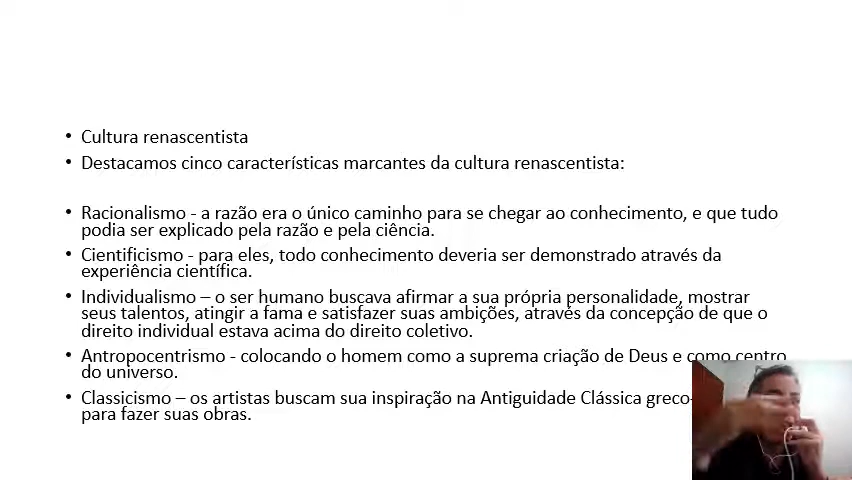 • Cultura renascentista
• Destacamos cinco características marcantes da cultura renascentista:
• Racionalismo - a razão era o único caminho para se chegar ao conhecimento, e que tudo
podia ser explicado pela razão e pela ciência.
• Cientificismo - para eles, todo conhecimento deveria ser demonstrado através da
experiência científica.
• Individualismo – o ser humano buscava afirmar a sua própria personalidade, mostrar
seus talentos, atingir a fama e satisfazer suas ambições, através da concepção de que o
direito individual estava acima do direito coletivo.
• Antropocentrismo - colocando o homem como a suprema criação de Deus e como centro
do universo.
• Classicismo – os artistas buscam sua inspiração na Antiguidade Clássica greco-
para fazer suas obras.